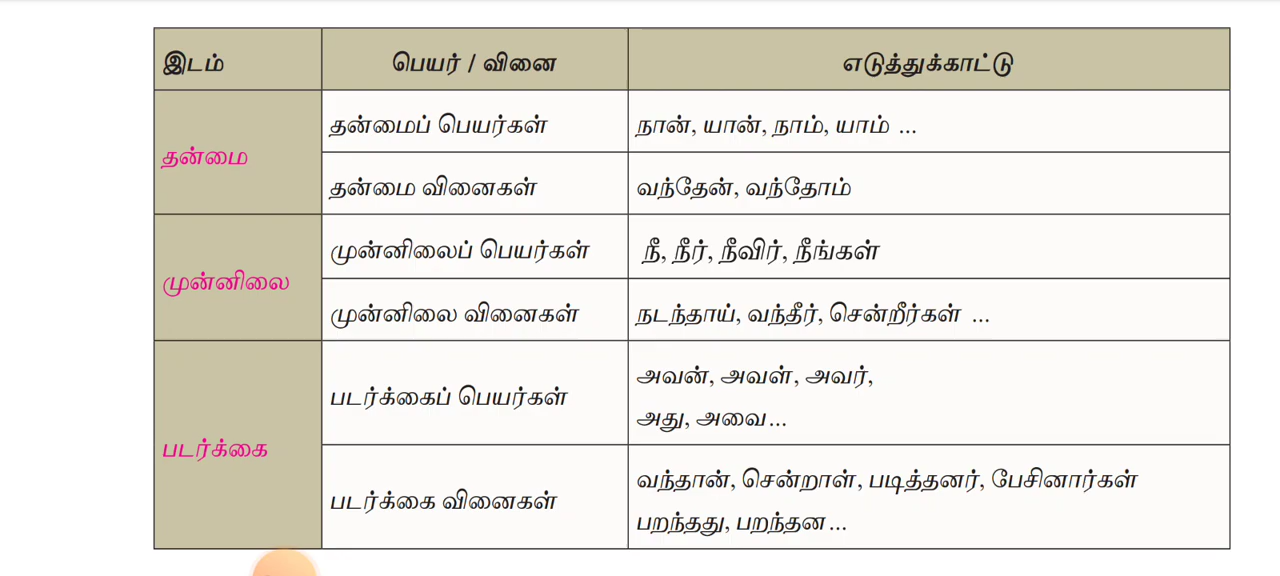 இடம் பெயர் / வினை எடுத்துக்காட்டு
தன்மை
தன்மைப் பெயர்கள் நான், யான், நாம், யாம் ...
தன்மை வினைகள் வந்தேன், வந்தோம்
முன்னிலை
முன்னிலைப் பெயர்கள் நீ, நீர், நீவிர், நீங்கள்
முன்னிலை வினைகள் நடந்தாய், வந்தீர், சென்றீர்கள் ...
படர்க்கை
படர்க்கைப் பெயர்கள் அவன், அவள், அவர்,
அது, அவை...
படர்க்கை வினைகள் வந்தான், சென்றாள், படித்தனர், பேசினார்கள்
பறந்தது, பறந்தன...